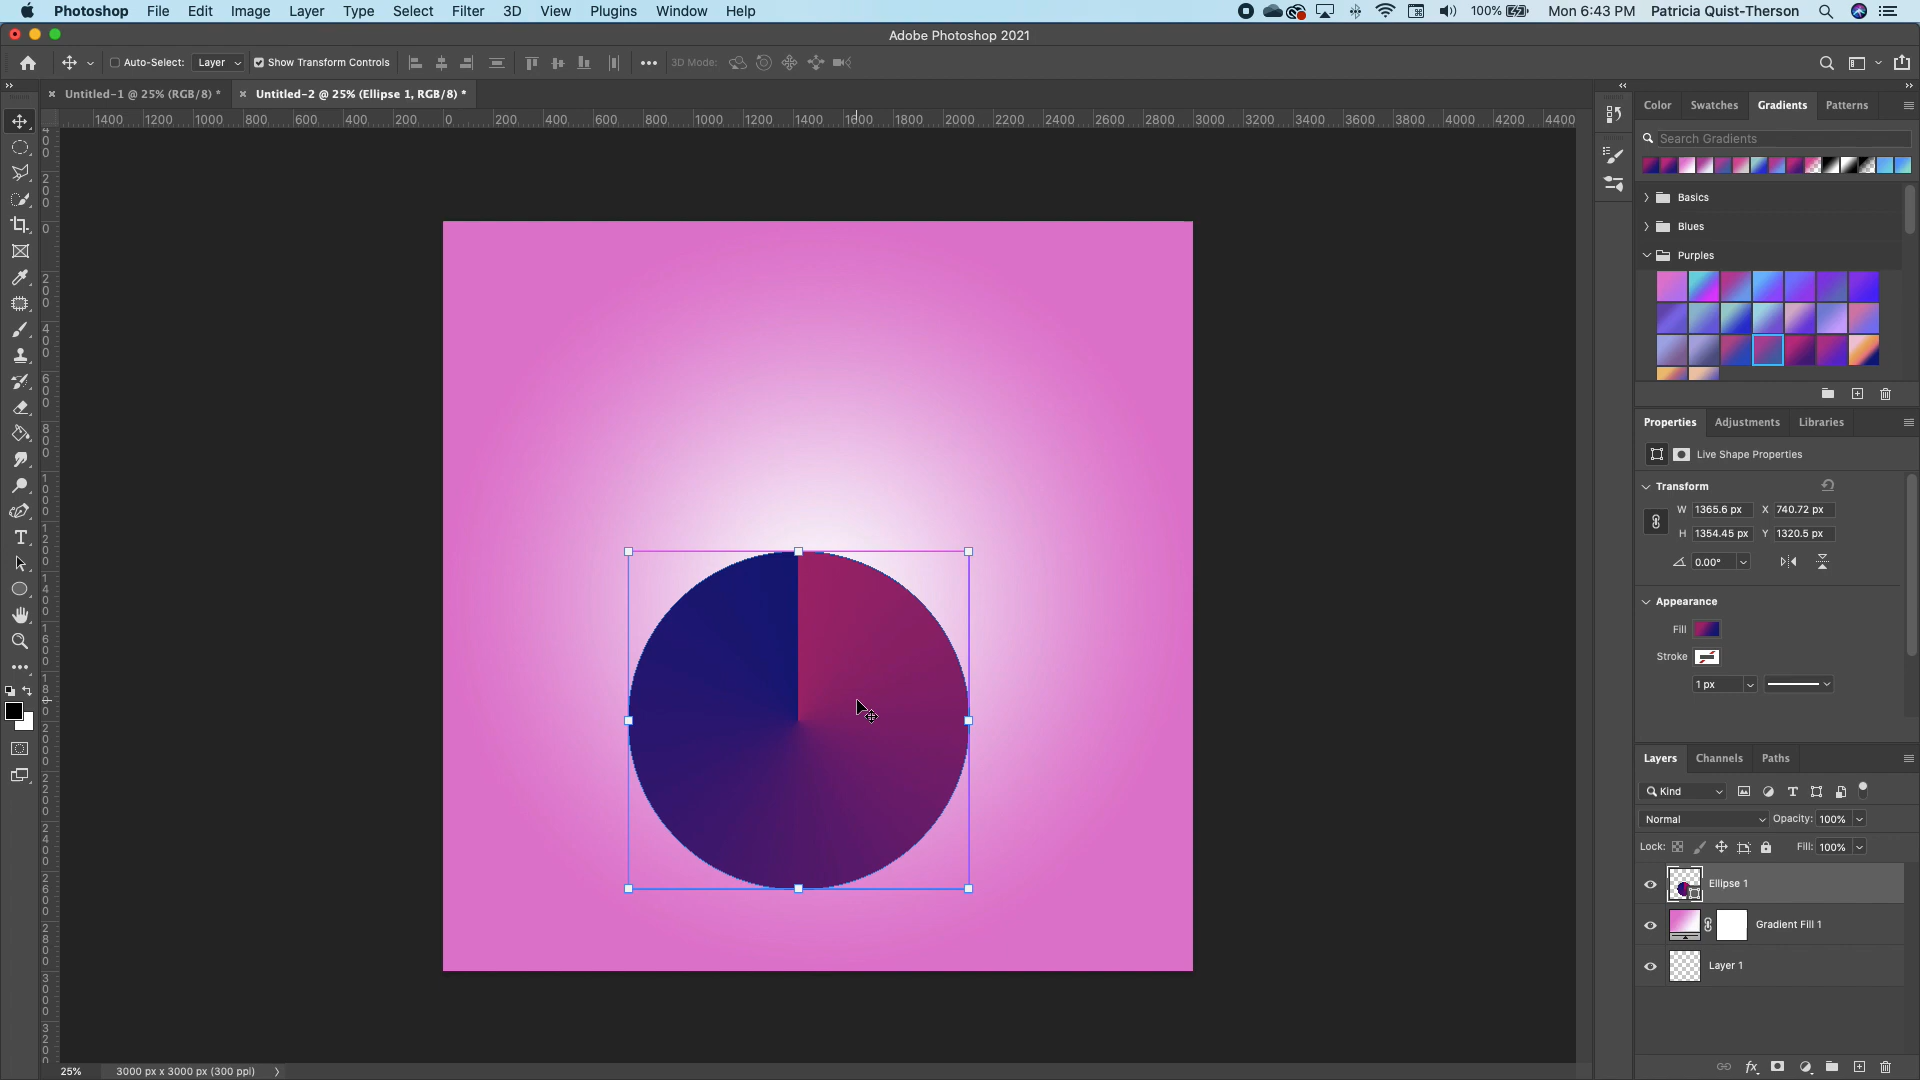 Photoshop File Edit Image Layer Type Select Filter 3D View Plugins Window Help 100% Mon 6:43 PM Patricia Quist-Therson
Adobe Photoshop 2021
Auto-Select: Layer Show Transform Controls 3D Mode:
Untitled-1 @ 25% (RGB/8) * Untitled-2 @ 25% (Ellipse 1, RGB/8) *
1400 1200 1000 800 600 400 200 0 200 400 600 800 1000 1200 1400 1600 1800 2000 2200 2400 2600 2800 3000 3200 3400 3600 3800 4000 4200 4400
Color Swatches Gradients Patterns
Search Gradients
Basics
Blues
Purples
Properties Adjustments Libraries
Live Shape Properties
Transform
W 1365.6 px X 740.72 px
H 1354.45 px Y 1320.5 px
0.00°
Appearance
Fill
Stroke
1 px
Layers Channels Paths
Kind
Normal Opacity: 100%
Lock: Fill: 100%
Ellipse 1
Gradient Fill 1
Layer 1
25% 3000 px x 3000 px (300 ppi)